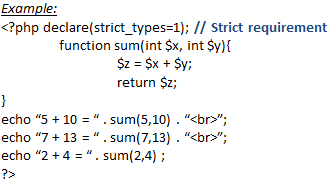 Example:
<?php declare(strict_types=1); // Strict requirement
function sum(int $x, int $y){
$z = $x + $y;
return $z;
}
echo “5 + 10 = “ . sum(5,10) . “<br>”;
echo “7 + 13 = “ . sum(7,13) . “<br>”;
echo “2 + 4 = “ . sum(2,4) ;
?>